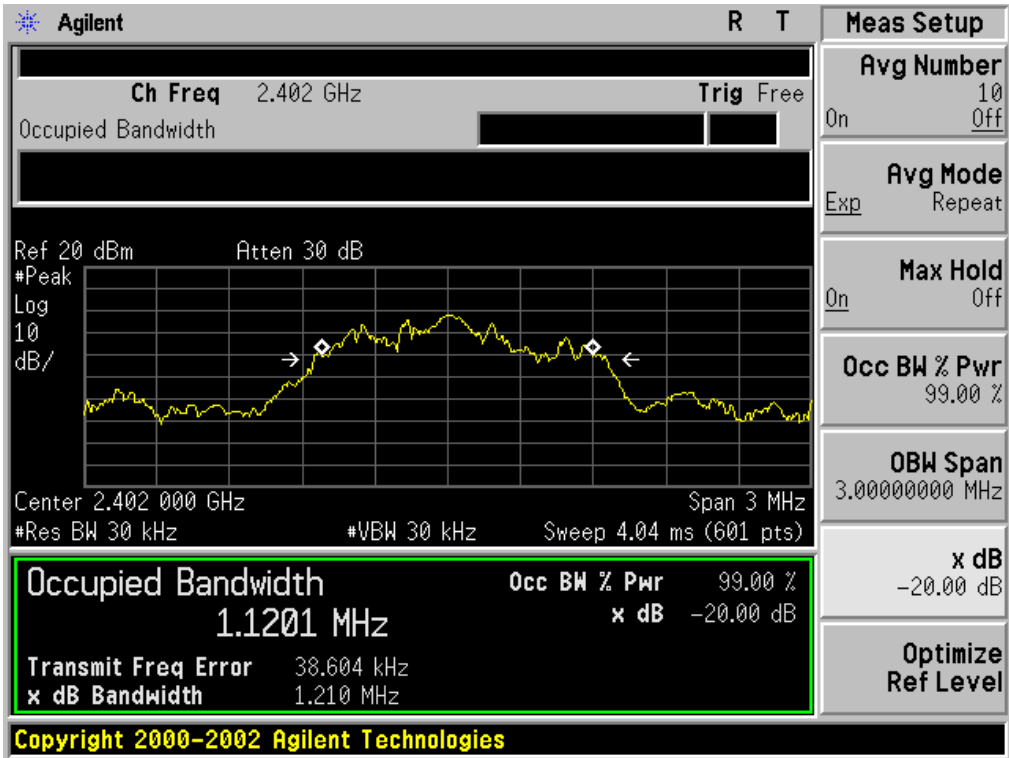 Agilent R T
Ch Freq 2.402 GHz Trig Free
Occupied Bandwidth
Ref 20 dBm Atten 30 dB
#Peak
Log
10
dB/
Center 2.402 000 GHz Span 3 MHz
#Res BW 30 kHz #VBW 30 kHz Sweep 4.04 ms (601 pts)
Occupied Bandwidth
1.1201 MHz
Occ BW % Pwr 99.00 %
x dB -20.00 dB
Transmit Freq Error 38.604 kHz
x dB Bandwidth 1.210 MHz
Copyright 2000-2002 Agilent Technologies
Meas Setup
Avg Number
10
On Off
Avg Mode
Exp Repeat
Max Hold
On Off
Occ BW % Pwr
99.00 %
OBW Span
3.00000000 MHz
x dB
-20.00 dB
Optimize
Ref Level